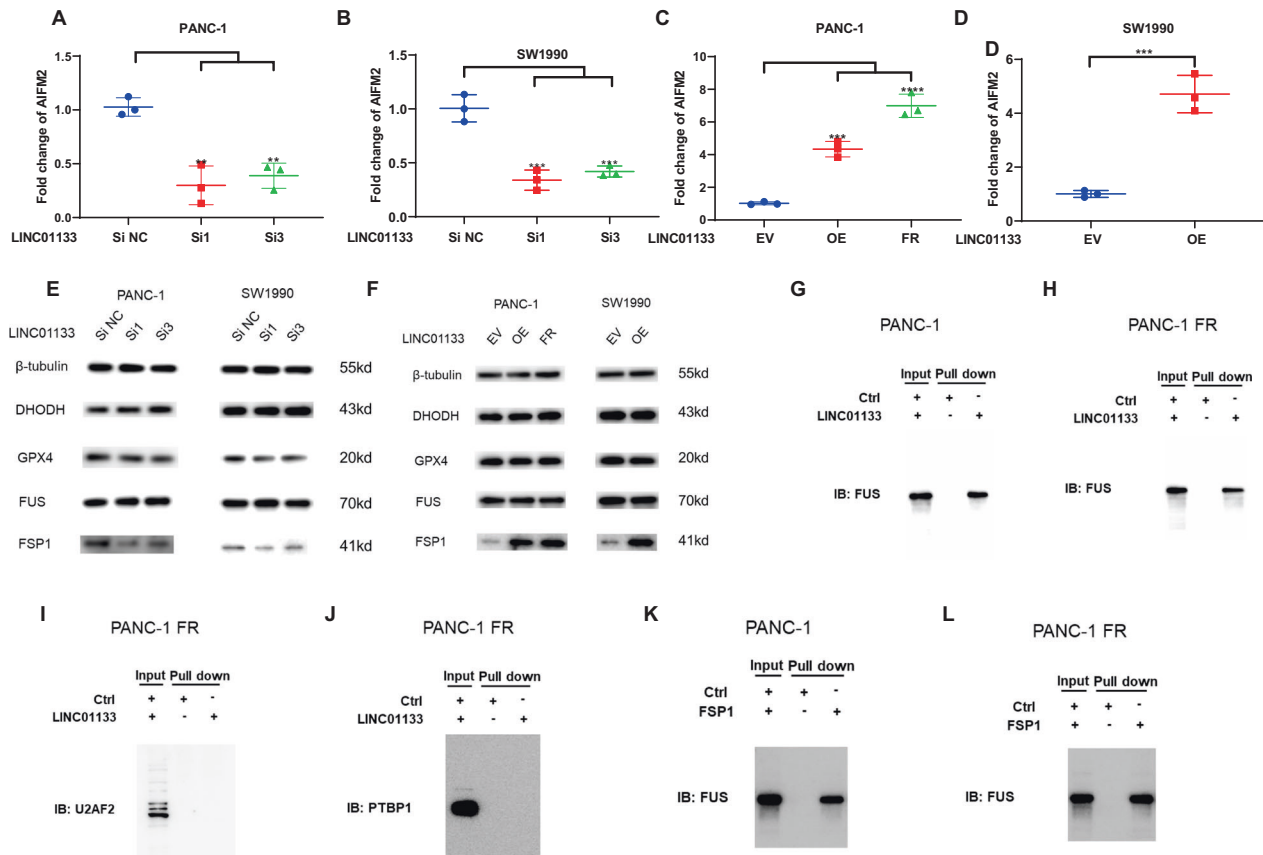 A
PANC-1
Fold change of AIFM2
1.5
1.0
0.5
0.0
**
**
LINC01133
Si NC
Si1
Si3
B
SW1990
Fold change of AIFM2
1.5
1.0
0.5
0.0
***
***
Si NC
Si1
Si3
LINC01133
C
PANC-1
Fold change of AIFM2
10
8
6
4
2
0
***
****
LINC01133
EV
OE
FR
D
SW1990
D
***
Fold change of AIFM2
6
4
2
0
LINC01133
EV
OE
E
PANC-1
SW1990
LINC01133
Si NC
Si1
Si3
Si NC
Si1
Si3
β-tubulin
55kd
DHODH
43kd
GPX4
20kd
FUS
70kd
FSP1
41kd
F
PANC-1
SW1990
LINC01133
EV
OE
FR
EV
OE
β-tubulin
55kd
DHODH
43kd
GPX4
20kd
FUS
70kd
FSP1
41kd
G
PANC-1
Input Pull down
Ctrl + + -
LINC01133 + - +
IB: FUS
H
PANC-1 FR
Input Pull down
Ctrl + + -
LINC01133 + - +
IB: FUS
I
PANC-1 FR
Input Pull down
Ctrl + + -
LINC01133 + - +
IB: U2AF2
J
PANC-1 FR
Input Pull down
Ctrl + + -
LINC01133 + - +
IB: PTBP1
K
PANC-1
Input Pull down
Ctrl + + -
FSP1 + - +
IB: FUS
L
PANC-1 FR
Input Pull down
Ctrl + + -
FSP1 + - +
IB: FUS